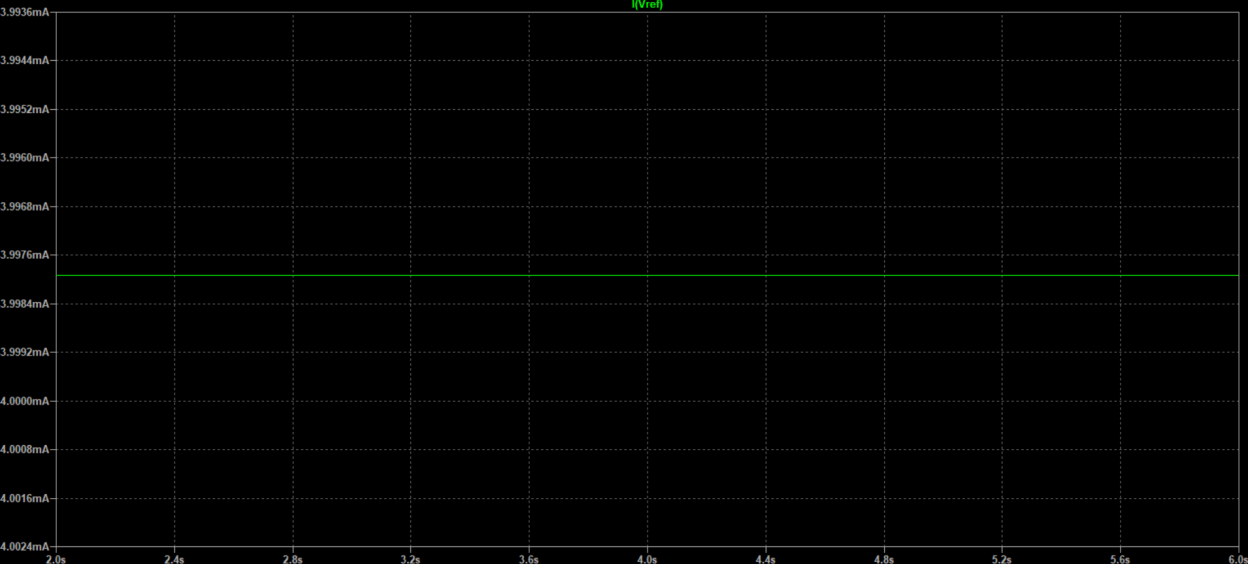 I(Vref)
3.9936mA
3.9944mA
3.9952mA
3.9960mA
3.9968mA
3.9976mA
3.9984mA
3.9992mA
4.0000mA
4.0008mA
4.0016mA
4.0024mA
2.0s 2.4s 2.8s 3.2s 3.6s 4.0s 4.4s 4.8s 5.2s 5.6s 6.0s